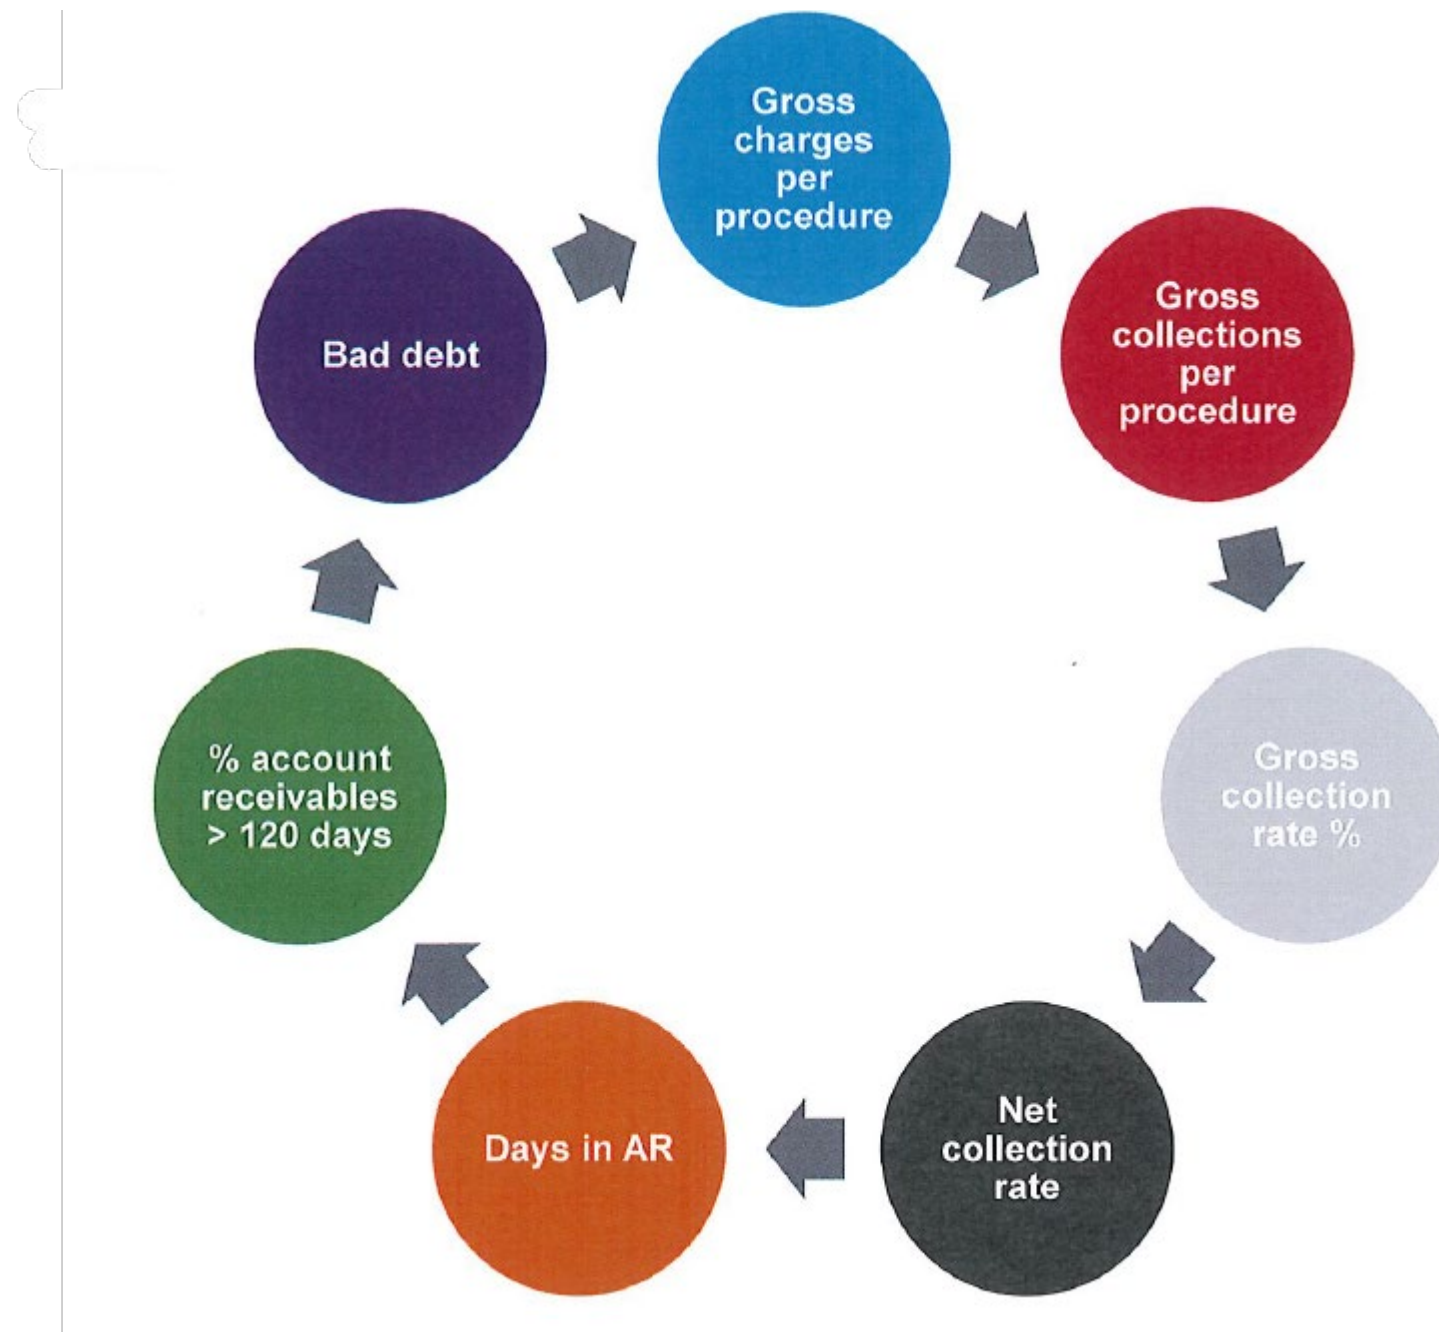 Gross
charges
per
procedure
Gross
collections
per
procedure
Gross
collection
rate %
Net
collection
rate
Days in AR
% account
receivables
> 120 days
Bad debt